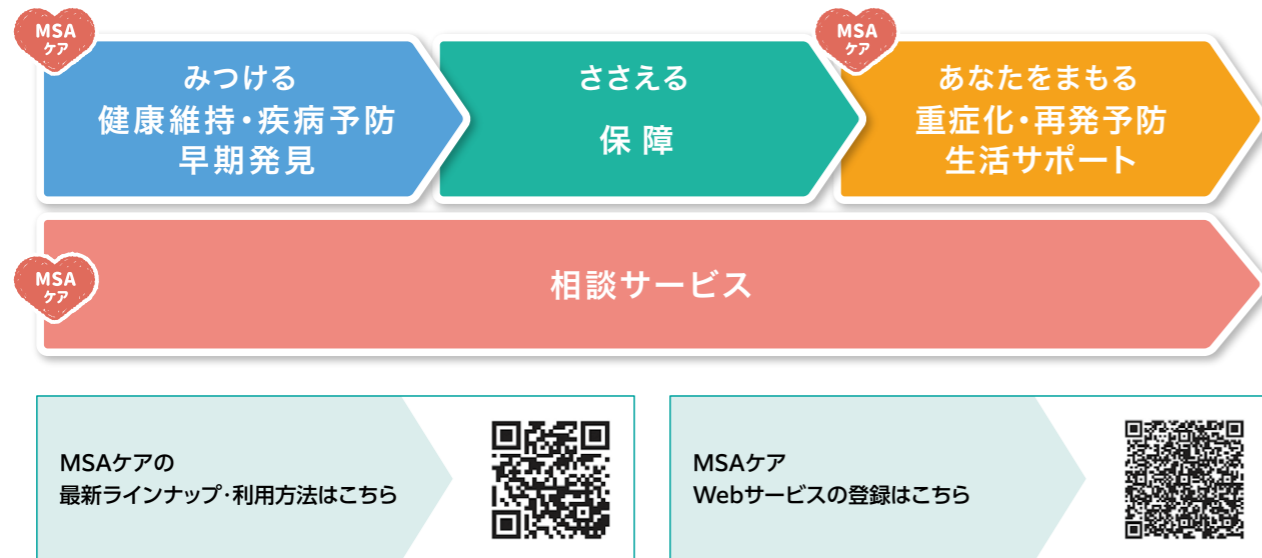 MSA
ケア
みつける
健康維持・疾病予防
早期発見
ささえる
保障
MSA
ケア
あなたをまもる
重症化・再発予防
生活サポート
MSA
ケア
相談サービス
MSAケアの
最新ラインナップ・利用方法はこちら
MSAケア
Webサービスの登録はこちら